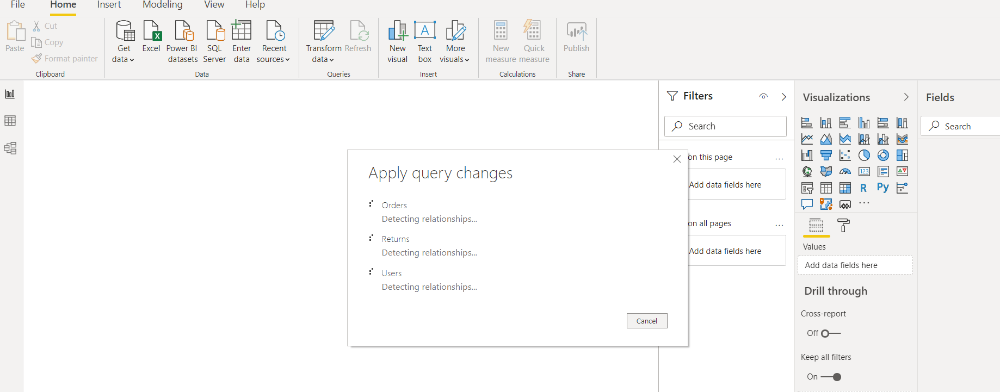 File Home Insert Modeling View Help
Paste
Cut
Copy
Format painter
Clipboard
Get
data
Excel
Power BI
datasets
SQL
Server
Enter
data
Recent
sources
Data
Transform
data
Refresh
Queries
New
visual
Text
box
More
visuals
Insert
New
measure
Quick
measure
Calculations
Publish
Share
Filters
Search
on this page
...
Add data fields here
on all pages
...
Add data fields here
Apply query changes
Orders
Detecting relationships...
Returns
Detecting relationships...
Users
Detecting relationships...
Cancel
Visualizations
A
123
R
Py
...
Values
Add data fields here
Drill through
Cross-report
Off
Keep all filters
On
Fields
Search